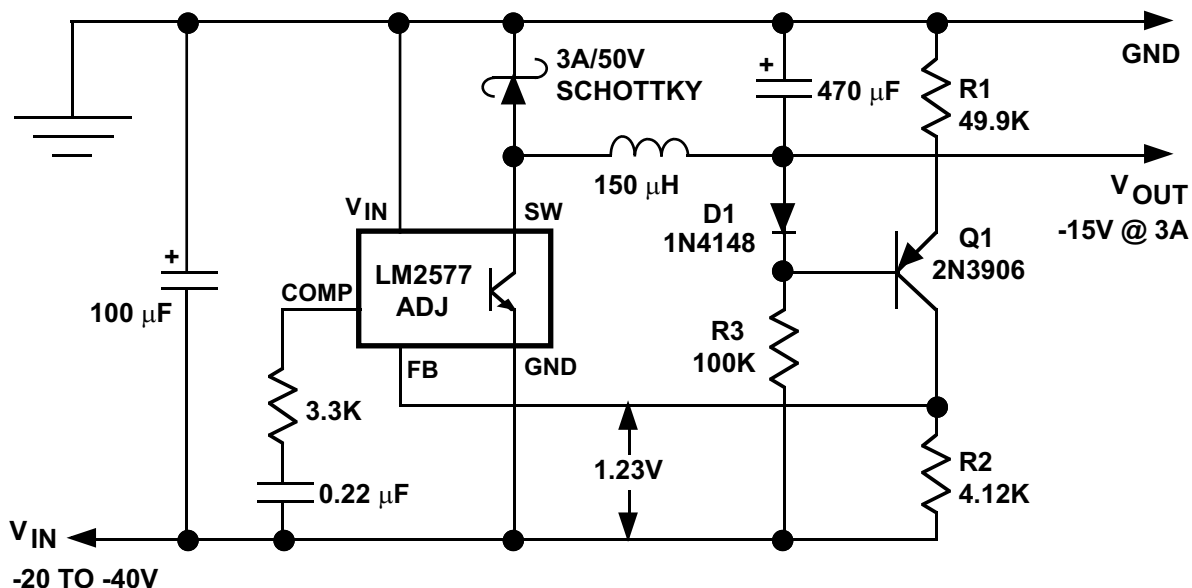 GND
3A/50V
SCHOTTKY
+
470 μF
R1
49.9K
150 μH
V OUT
-15V @ 3A
D1
1N4148
Q1
2N3906
VIN
SW
LM2577
ADJ
COMP
FB
GND
+
100 μF
R3
100K
3.3K
0.22 μF
1.23V
R2
4.12K
VIN
-20 TO -40V